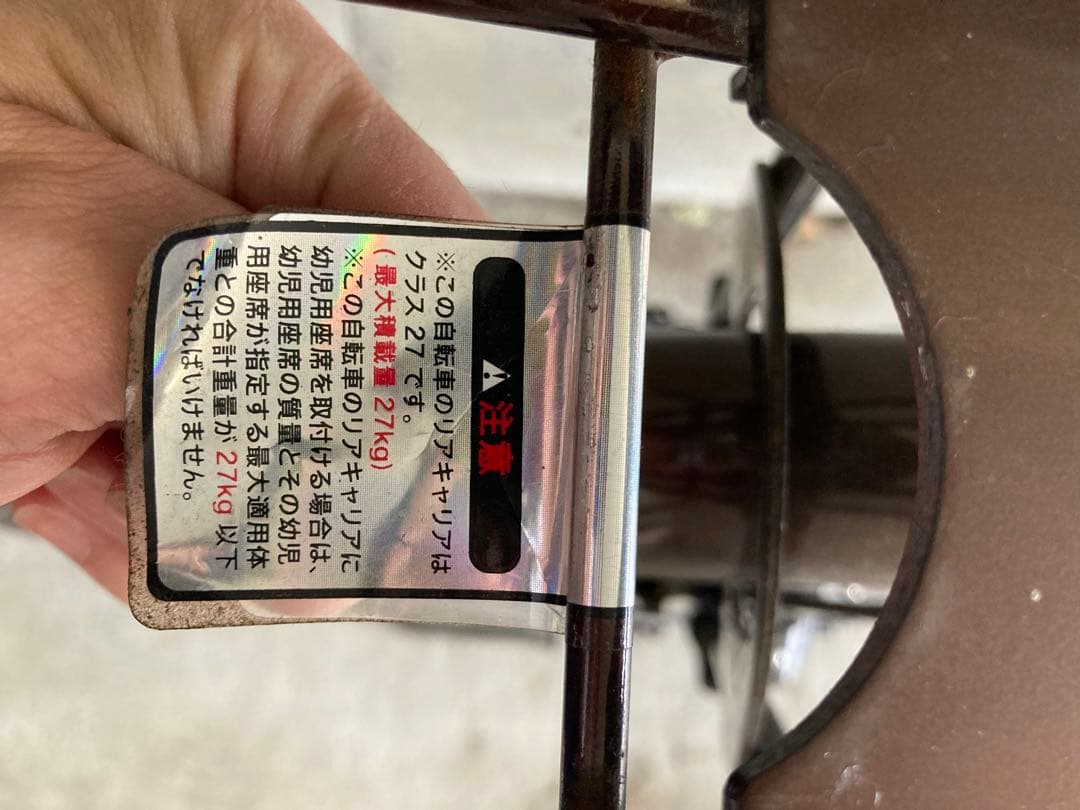 ⚠注意
※この自転車のリアキャリアは
クラス27です。
(最大積載量 27kg)
※この自転車のリアキャリアに
幼児用座席を取付ける場合は、
幼児用座席の質量とその幼児
用座席が指定する最大適用体
重との合計重量が 27kg 以下
でなければいけません。